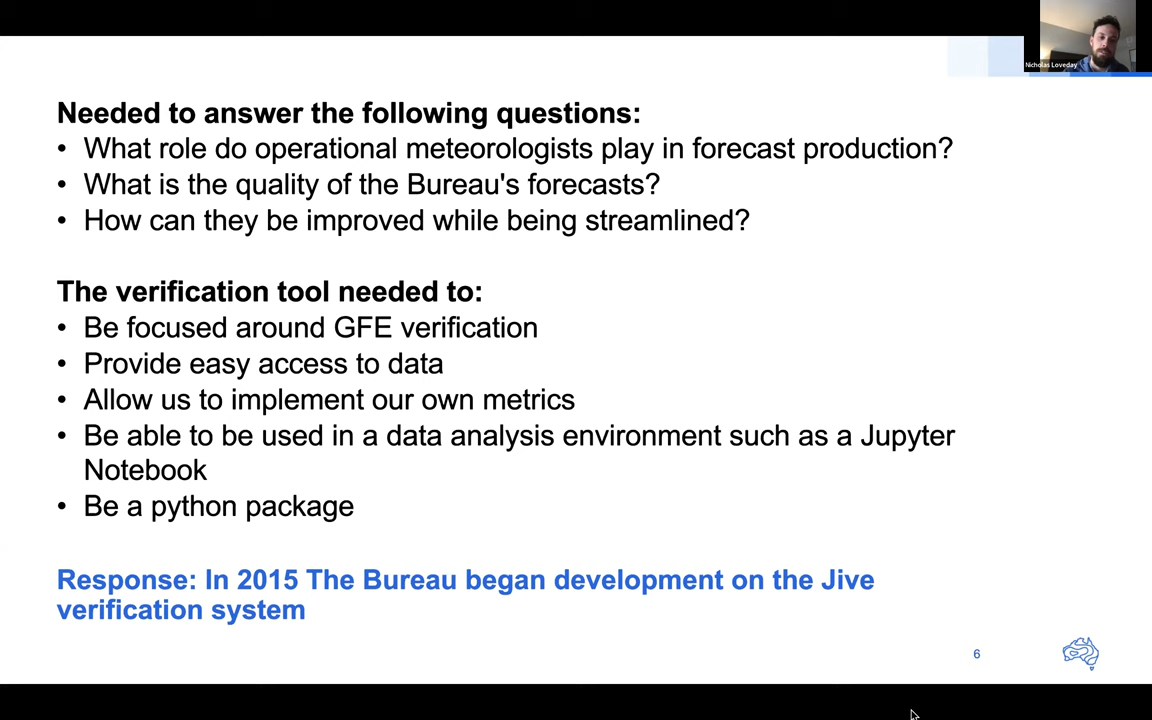 Nicholas Loveday
Needed to answer the following questions:
• What role do operational meteorologists play in forecast production?
• What is the quality of the Bureau's forecasts?
• How can they be improved while being streamlined?
The verification tool needed to:
• Be focused around GFE verification
• Provide easy access to data
• Allow us to implement our own metrics
• Be able to be used in a data analysis environment such as a Jupyter
Notebook
• Be a python package
Response: In 2015 The Bureau began development on the Jive
verification system
6